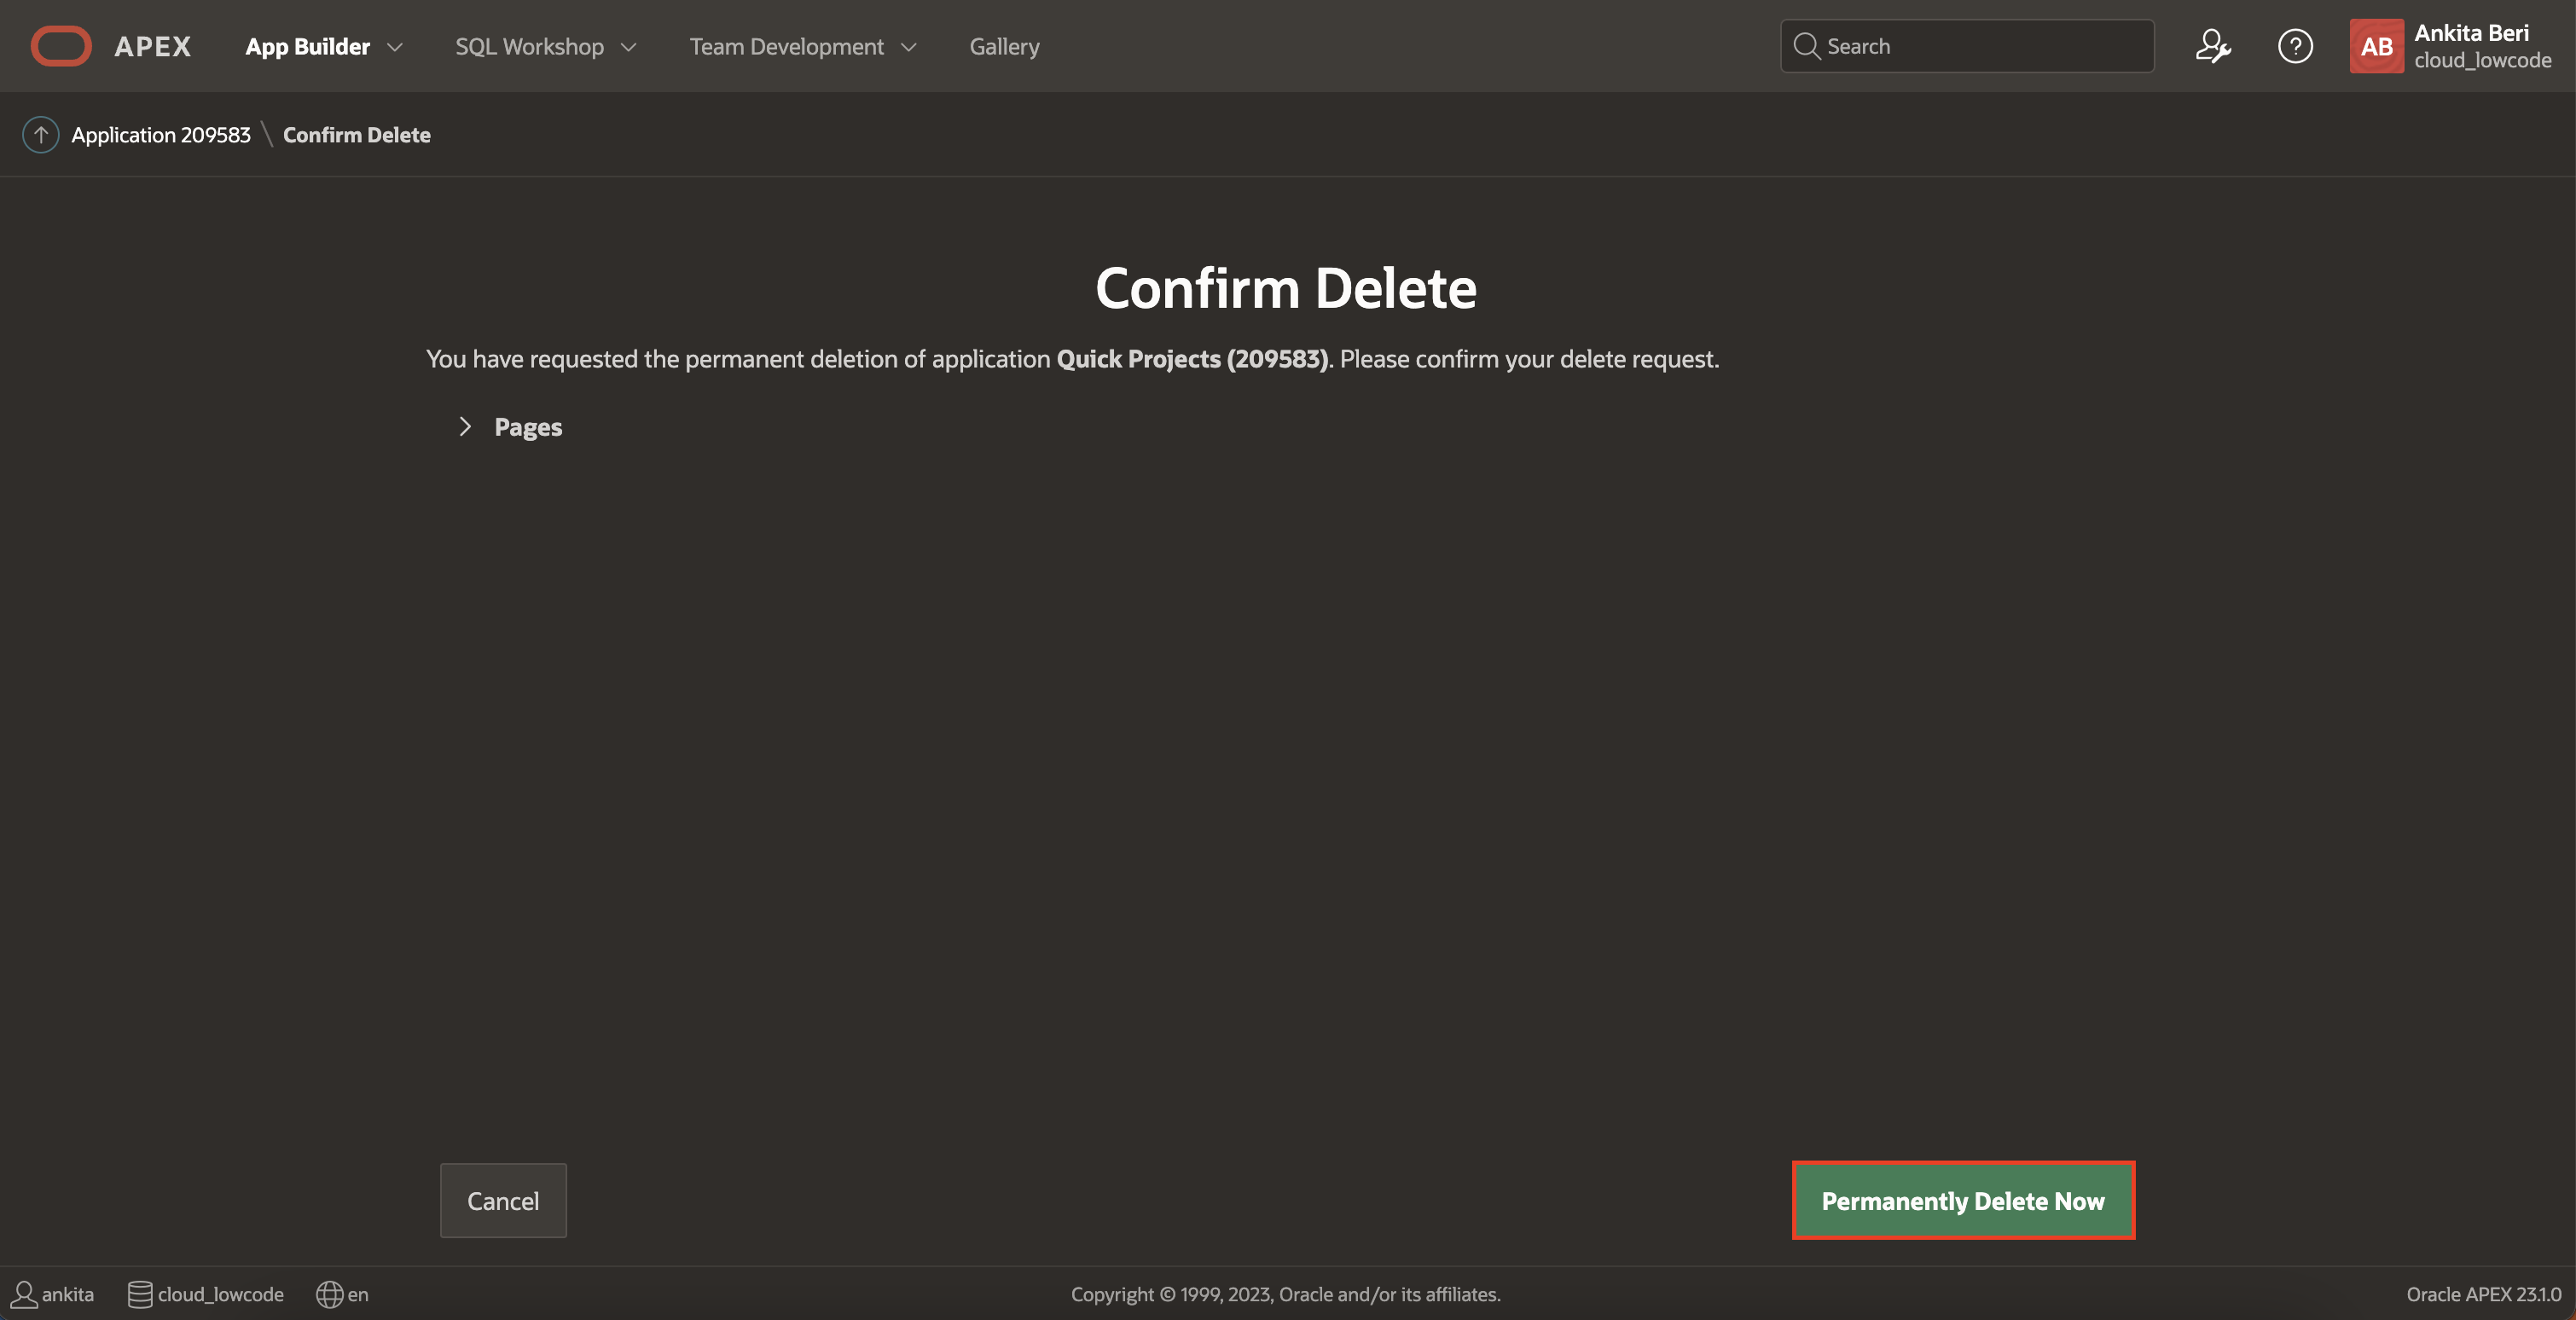 APEX App Builder SQL Workshop Team Development Gallery Search ? AB Ankita Beri
cloud_lowcode
Application 209583 \ Confirm Delete
Confirm Delete
You have requested the permanent deletion of application Quick Projects (209583). Please confirm your delete request.
Pages
Cancel Permanently Delete Now
ankita cloud_lowcode en Copyright © 1999, 2023, Oracle and/or its affiliates. Oracle APEX 23.1.0